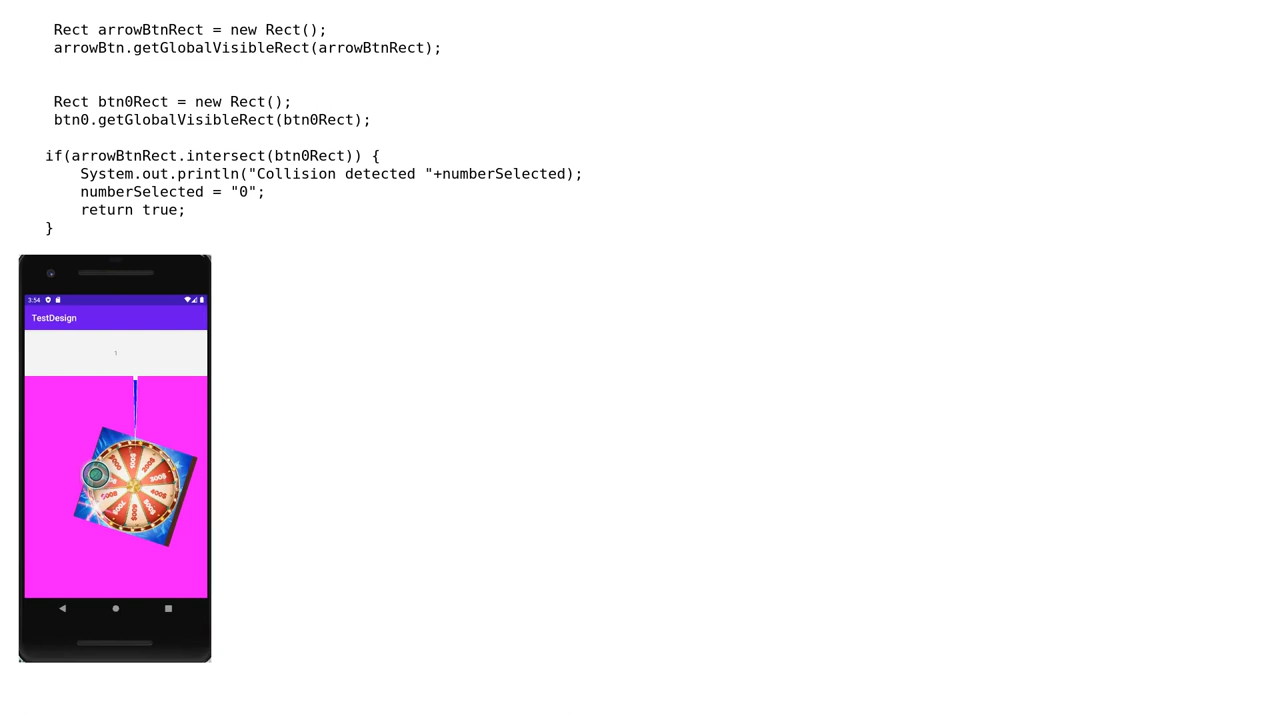 Rect arrowBtnRect = new Rect();
arrowBtn.getGlobalVisibleRect(arrowBtnRect);
Rect btn0Rect = new Rect();
btn0.getGlobalVisibleRect(btn0Rect);
if(arrowBtnRect.intersect(btn0Rect)) {
System.out.println("Collision detected "+numberSelected);
numberSelected = "0";
return true;
}
3:54
TestDesign
1